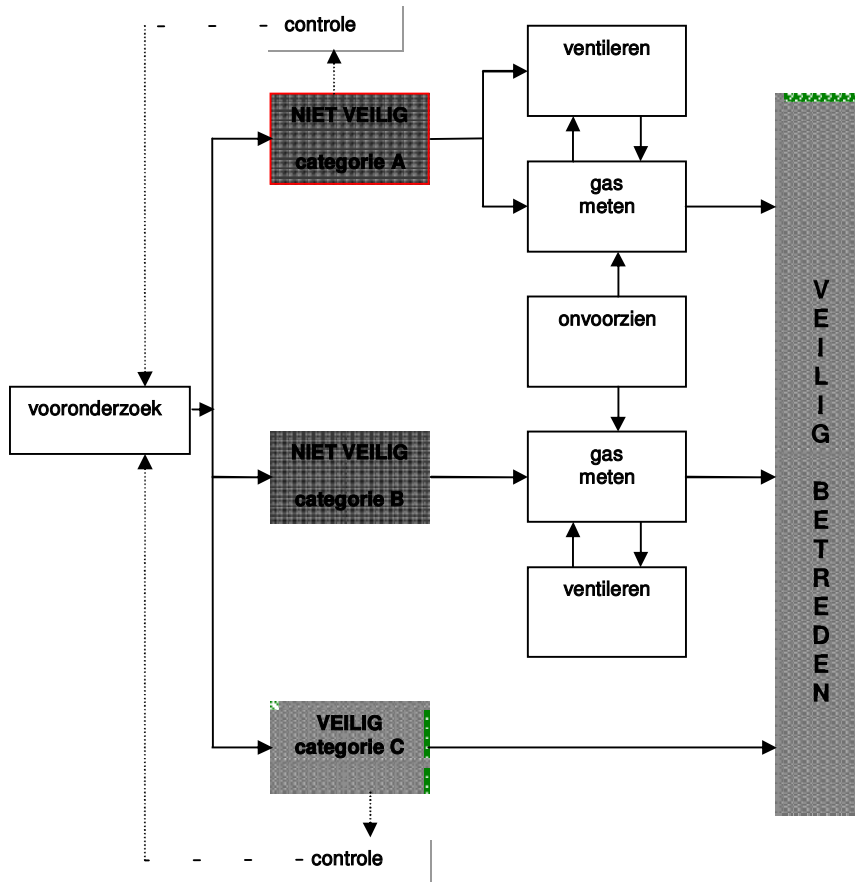 controle
ventileren
NIET VEILIG
categorie A
gas
meten
onvoorzien
vooronderzoek
NIET VEILIG
categorie B
gas
meten
ventileren
VEILIG
categorie C
controle
V
E
I
L
I
G
B
E
T
R
E
D
E
N